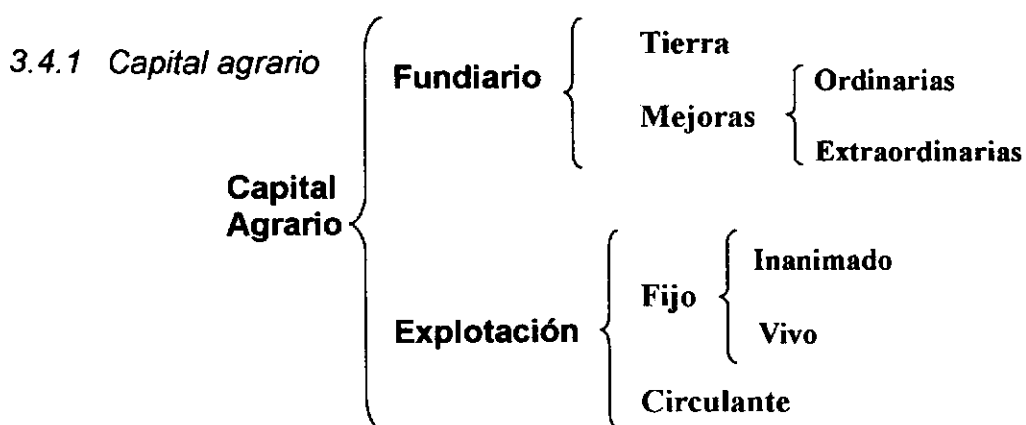 3.4.1 Capital agrario
Capital
Agrario
Fundiario
Tierra
Mejoras
Ordinarias
Extraordinarias
Explotación
Fijo
Inanimado
Vivo
Circulante